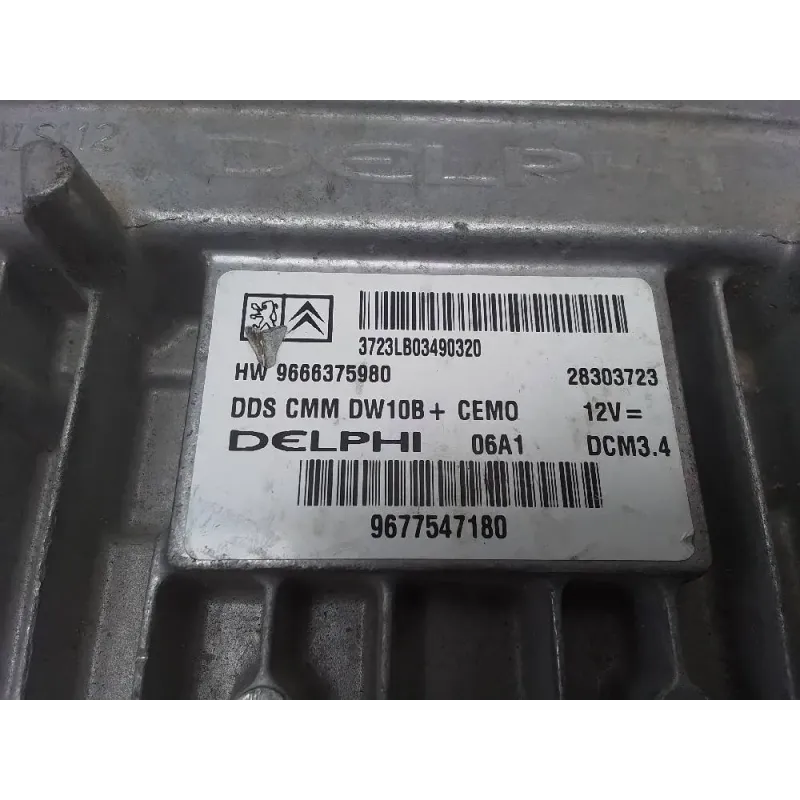 DELPHI
3723LB03490320
HW 9666375980 28303723
DDS CMM DW10B+ CEMO 12V=
DELPHI 06A1 DCM3.4
9677547180